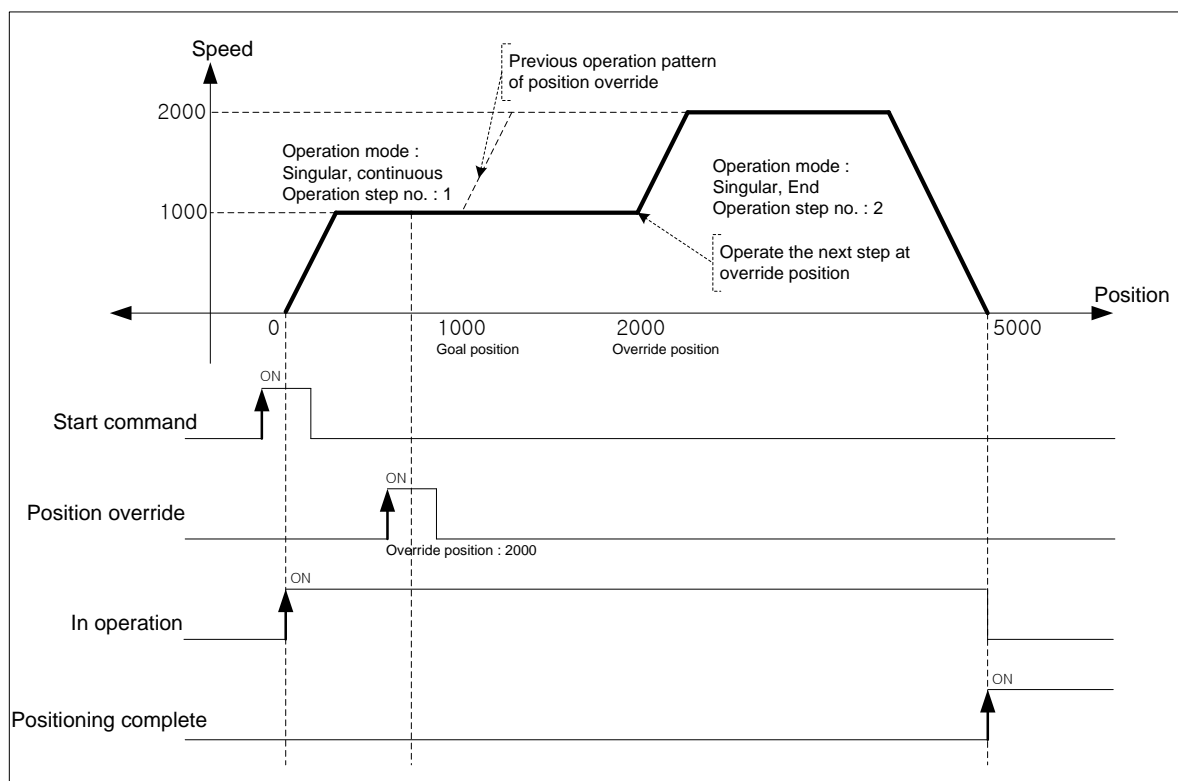 Speed
Previous operation pattern
of position override
2000
Operation mode :
Singular, continuous
Operation step no. : 1
Operation mode :
Singular, End
Operation step no. : 2
1000
Operate the next step at
override position
Position
0
1000
2000
5000
Goal position
Override position
ON
Start command
ON
Position override
Override position : 2000
ON
In operation
ON
Positioning complete